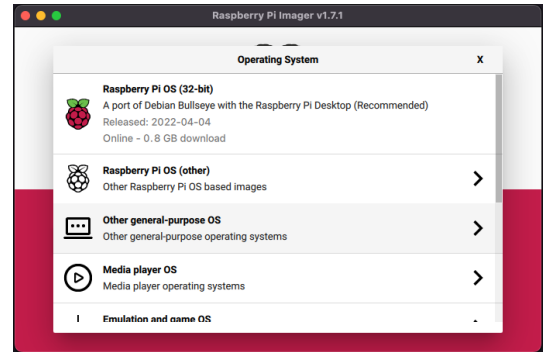 Raspberry Pi Imager v1.7.1
Operating System
X
Raspberry Pi OS (32-bit)
A port of Debian Bullseye with the Raspberry Pi Desktop (Recommended)
Released: 2022-04-04
Online - 0.8 GB download
Raspberry Pi OS (other)
Other Raspberry Pi OS based images
Other general-purpose OS
Other general-purpose operating systems
Media player OS
Media player operating systems
Emulation and game OS